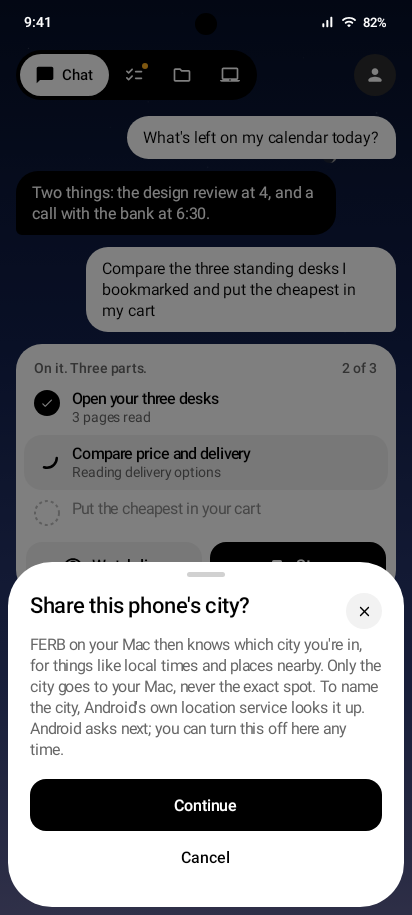 9:41
82%
Chat
What's left on my calendar today?
Two things: the design review at 4, and a
call with the bank at 6:30.
Compare the three standing desks I
bookmarked and put the cheapest in
my cart
On it. Three parts.
2 of 3
Open your three desks
3 pages read
Compare price and delivery
Reading delivery options
Put the cheapest in your cart
Share this phone's city?
FERB on your Mac then knows which city you're in,
for things like local times and places nearby. Only the
city goes to your Mac, never the exact spot. To name
the city, Android's own location service looks it up.
Android asks next; you can turn this off here any
time.
Continue
Cancel